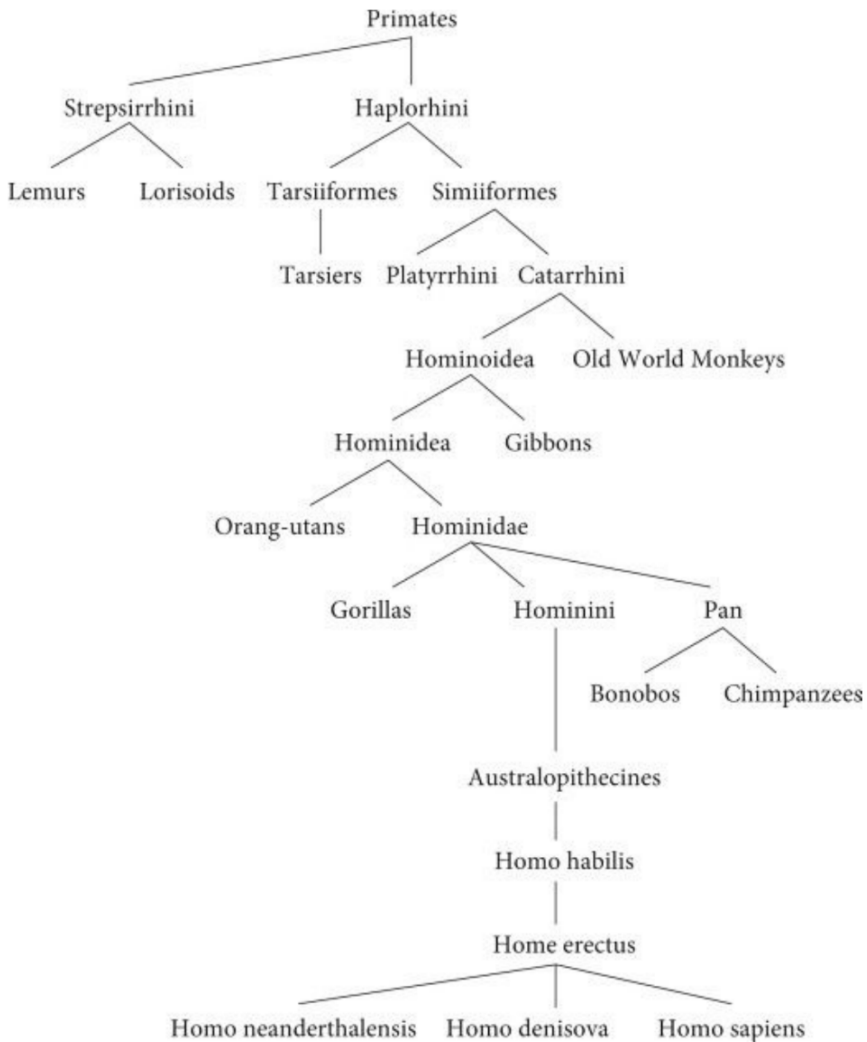 Primates
Strepsirrhini Haplorhini
Lemurs Lorisoids Tarsiiformes Simiiformes
Tarsiers Platyrrhini Catarrhini
Hominoidea Old World Monkeys
Hominidea Gibbons
Orang-utans Hominidae
Gorillas Hominini Pan
Bonobos Chimpanzees
Australopithecines
Homo habilis
Home erectus
Homo neanderthalensis Homo denisova Homo sapiens